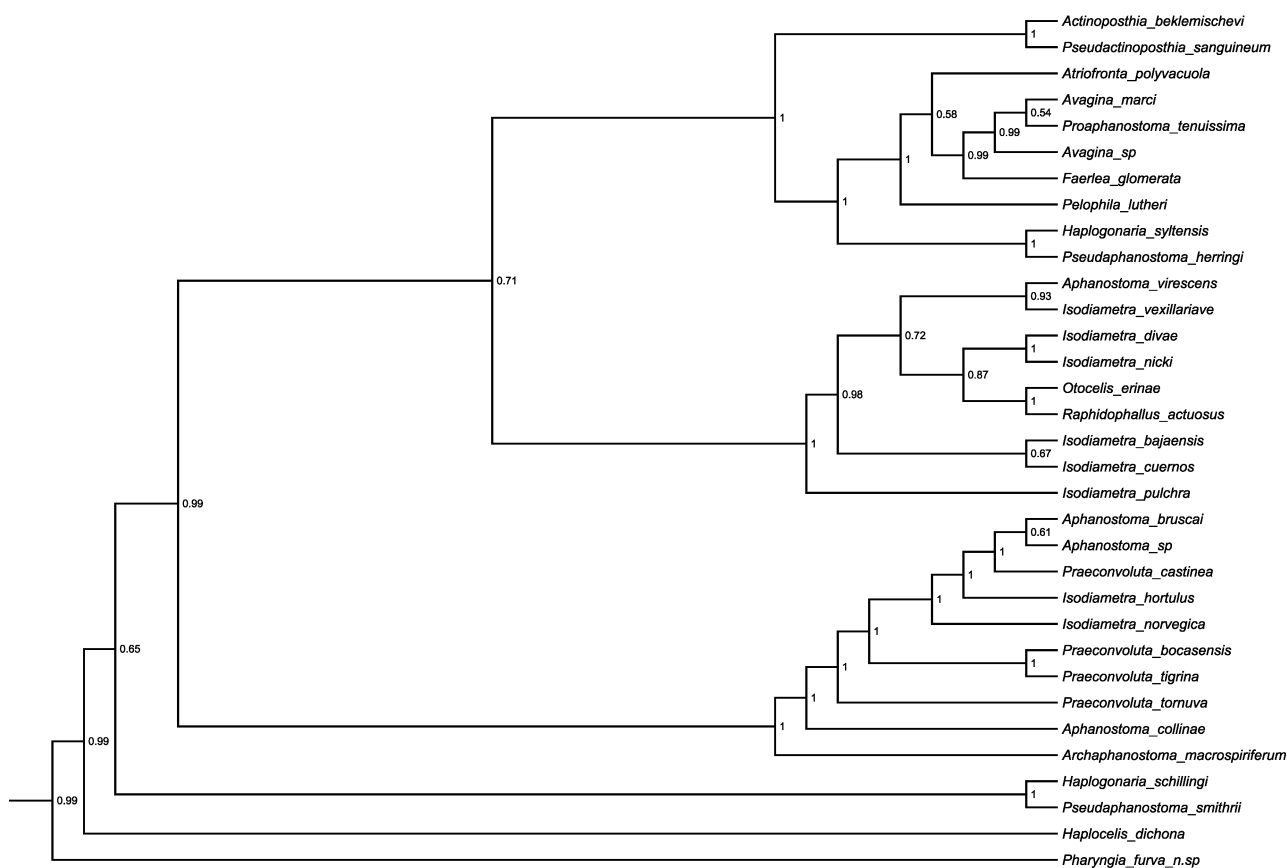 Actinoposthia_beklemischevi
1
Pseudactinoposthia_sanguineum
Atriofronta_polyvacuola
Avagina_marci
0.54
0.58
1
Proaphanostoma_tenuissima
0.99
Avagina_sp
0.99
1
Faerlea_glomerata
1
Pelophila_lutheri
Haplogonaria_syltensis
1
Pseudaphanostoma_herringi
0.71
Aphanostoma_virescens
0.93
Isodiametra_vexillariave
Isodiametra_divae
0.72
1
Isodiametra_nicki
0.87
Otocelis_erinae
0.98
1
Raphidophallus_actuosus
Isodiametra_bajaensis
1
0.67
Isodiametra_cuernos
Isodiametra_pulchra
0.99
Aphanostoma_bruscai
0.61
Aphanostoma_sp
1
Praeconvoluta_castinea
1
Isodiametra_hortulus
1
Isodiametra_norvegica
1
Praeconvoluta_bocasensis
0.65
1
1
Praeconvoluta_tigrina
1
Praeconvoluta_tornuva
1
Aphanostoma_collinae
0.99
Archaphanostoma_macrospiriferum
Haplogonaria_schillingi
1
0.99
Pseudaphanostoma_smithrii
Haplocelis_dichona
Pharyngia_furva_n.sp